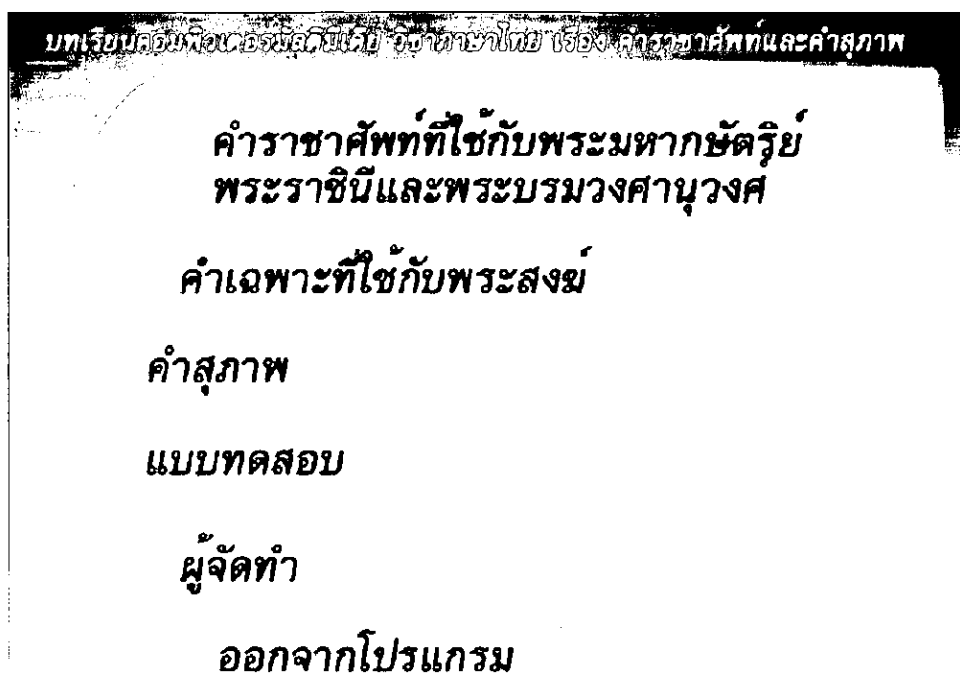 บทเรียนคอมพิวเตอร์มัลติมีเดีย วิชาภาษาไทย เรื่อง คำราชาศัพท์และคำสุภาพ
คำราชาศัพท์ที่ใช้กับพระมหากษัตริย์
พระราชินีและพระบรมวงศานุวงศ์
คำเฉพาะที่ใช้กับพระสงฆ์
คำสุภาพ
แบบทดสอบ
ผู้จัดทำ
ออกจากโปรแกรม